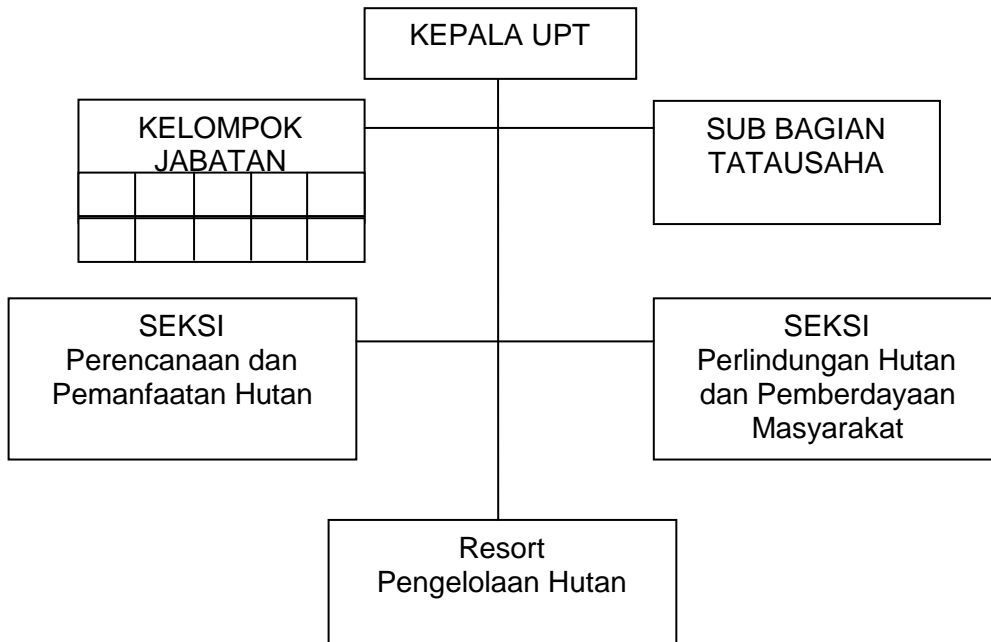 KEPALA UPT
KELOMPOK
JABATAN
SUB BAGIAN
TATAUSAHA
SEKSI
Perencanaan dan
Pemanfaatan Hutan
SEKSI
Perlindungan Hutan
dan Pemberdayaan
Masyarakat
Resort
Pengelolaan Hutan